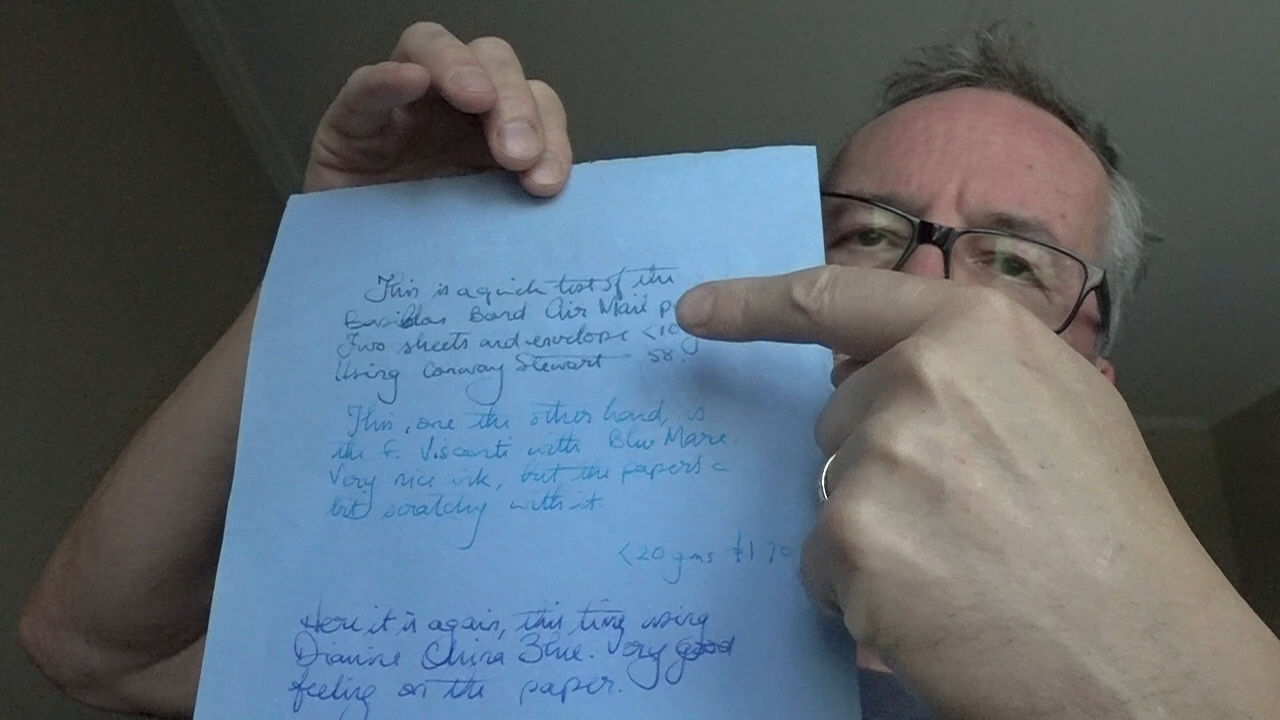 This is a quick test of the
Basildon Bond Air Mail p
Two sheets and envelope <10g
Using Conway Stewart 58.
This, one the other hand, is
the F. Visconti with Blu Mare.
Very nice ink, but the papers a
bit scratchy with it.
<20 gms £1 70
Here it is again, this time using
Diamine China Blue. Very good
feeling on the paper.